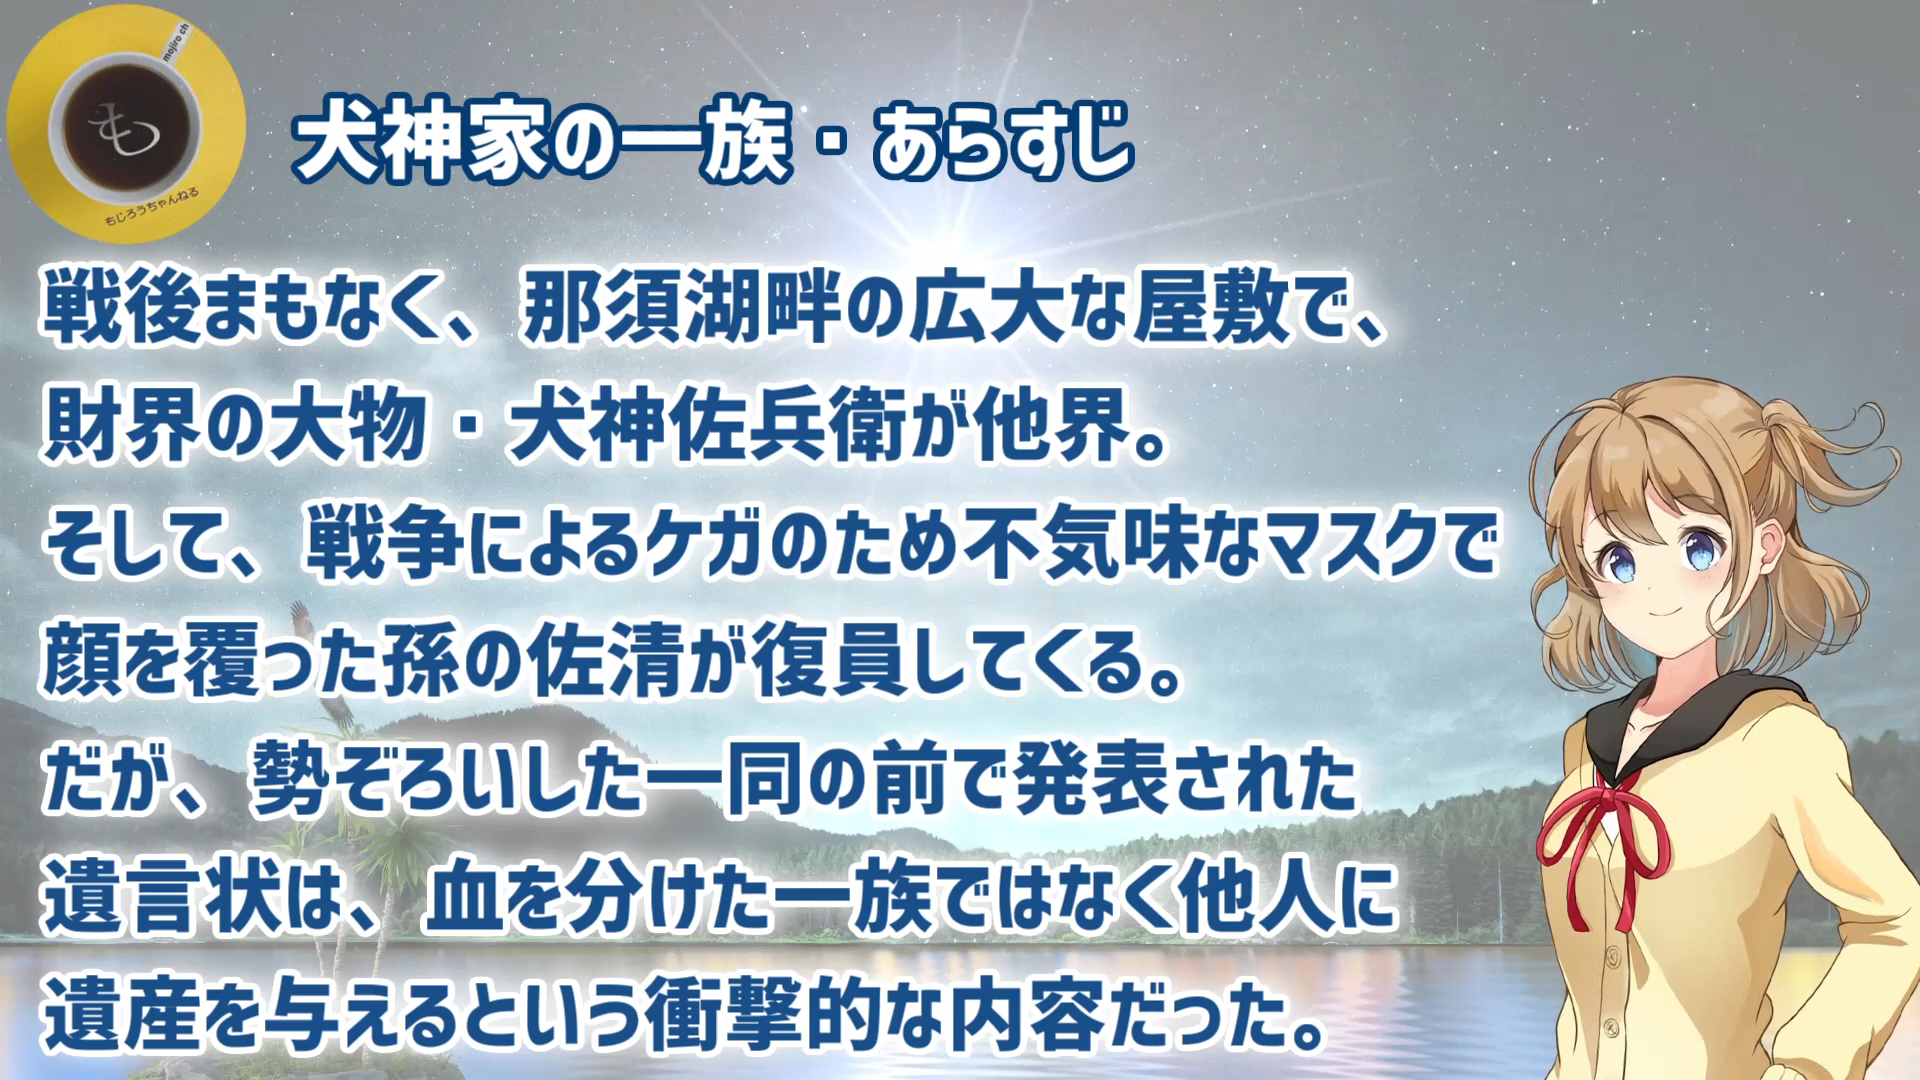 mojiro ch
も
もじろうちゃんねる
犬神家の一族・あらすじ
戦後まもなく、那須湖畔の広大な屋敷で、
財界の大物・犬神佐兵衛が他界。
そして、戦争によるケガのため不気味なマスクで
顔を覆った孫の佐清が復員してくる。
だが、勢ぞろいした一同の前で発表された
遺言状は、血を分けた一族ではなく他人に
遺産を与えるという衝撃的な内容だった。